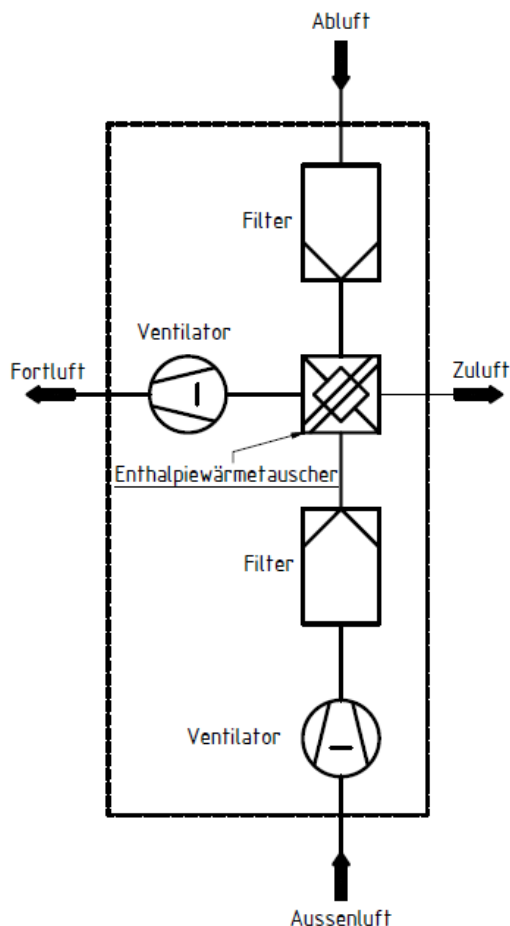 Abluft
Filter
Ventilator
Fortluft
Zuluft
Enthalpiewärmetauscher
Filter
Ventilator
Aussenluft